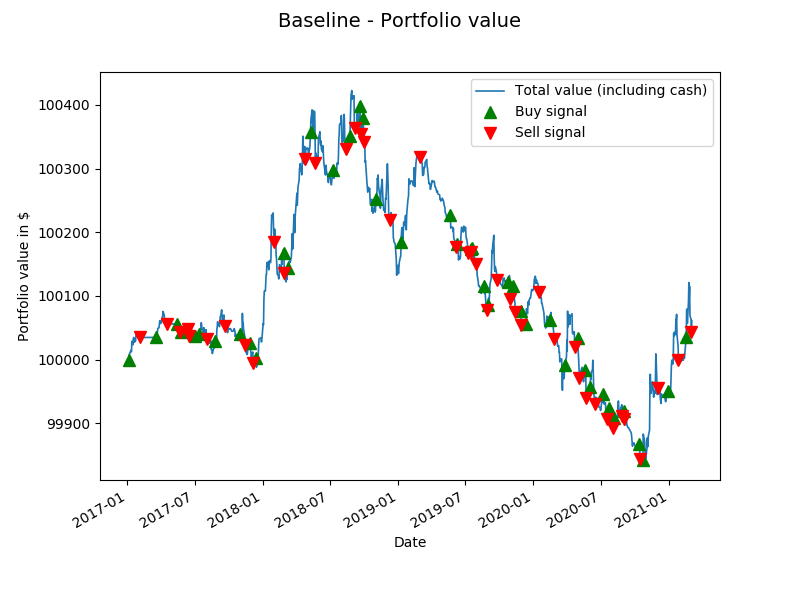 Baseline - Portfolio value
Total value (including cash)
Buy signal
Sell signal
100400
100300
100200
100100
100000
99900
Portfolio value in $
2017-01
2017-07
2018-01
2018-07
2019-01
2019-07
2020-01
2020-07
2021-01
Date